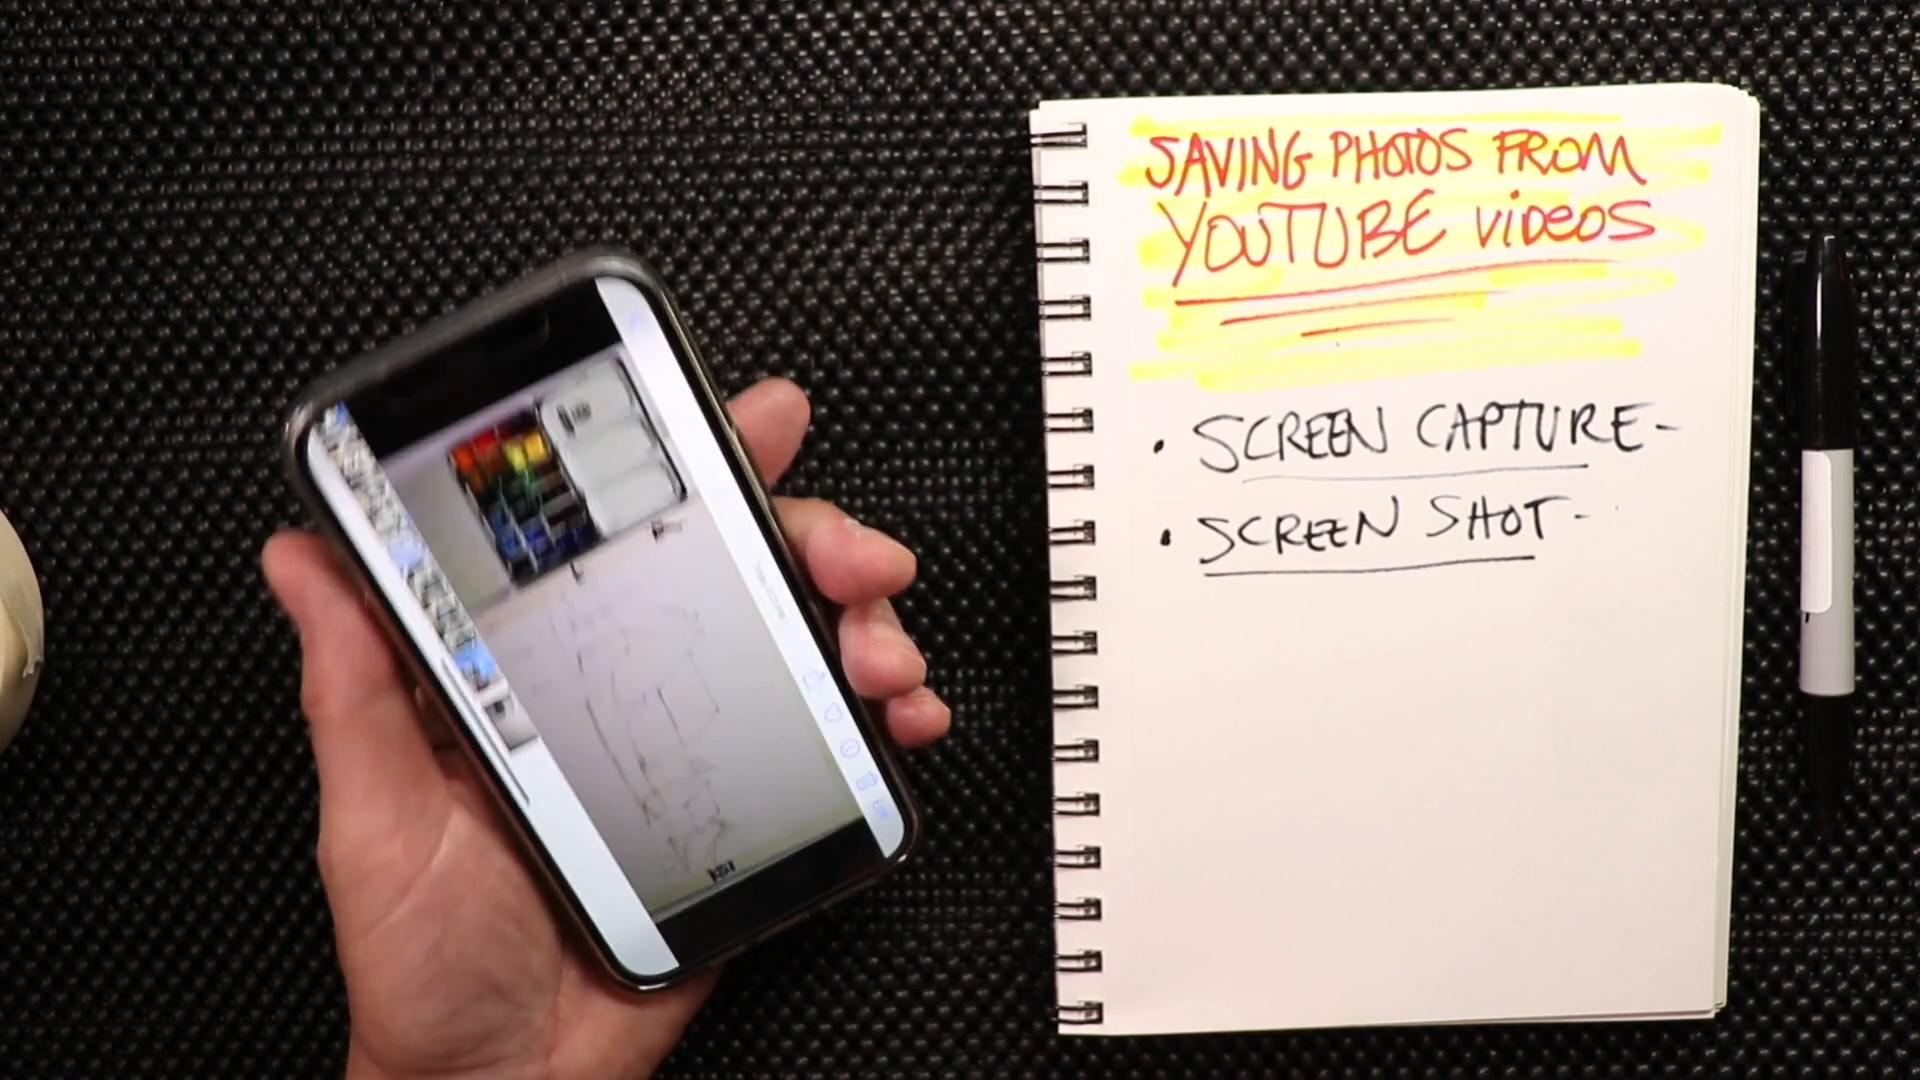 SAVING PHOTOS FROM
YOUTUBE ViDEOS
• SCREEN CAPTURE-
• SCREEN SHOT-